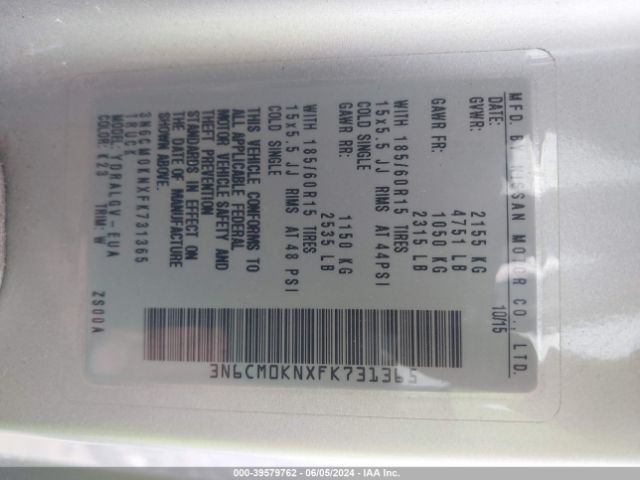 MFD. BY NISSAN MOTOR CO., LTD.
DATE: 10/15
GVWR: 2155 KG
4751 LB
GAWR FR: 1050 KG
2315 LB
WITH 185/60R15 TIRES
15x5.5 JJ RIMS AT 44PSI
COLD SINGLE
GAWR RR: 1150 KG
2535 LB
WITH 185/60R15 TIRES
15x5.5 JJ RIMS AT 48 PSI
COLD SINGLE
THIS VEHICLE CONFORMS TO
ALL APPLICABLE FEDERAL
MOTOR VEHICLE SAFETY AND
THEFT PREVENTION
STANDARDS IN EFFECT ON
THE DATE OF MANUFACTURE
SHOWN ABOVE.
3N6CM0KNXFK731365
TRUCK
MODEL: YDRALGV-EUA
COLOR: K23 TRIM: W ZS00A
3N6CM0KNXFK731365
000-39579762 - 06/05/2024 - IAA Inc.